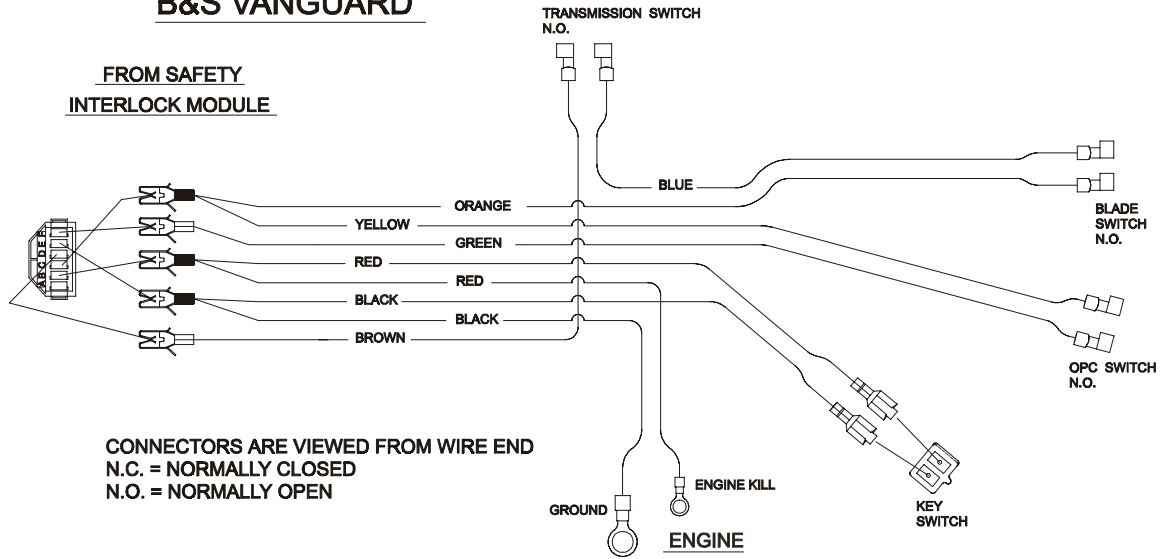 B&S VANGUARD
TRANSMISSION SWITCH
N.O.
FROM SAFETY
INTERLOCK MODULE
BLUE
ORANGE
YELLOW
GREEN
RED
RED
BLACK
BLACK
BROWN
A B C D E R
BLADE
SWITCH
N.O.
OPC SWITCH
N.O.
CONNECTORS ARE VIEWED FROM WIRE END
N.C. = NORMALLY CLOSED
N.O. = NORMALLY OPEN
ENGINE KILL
GROUND
ENGINE
KEY
SWITCH